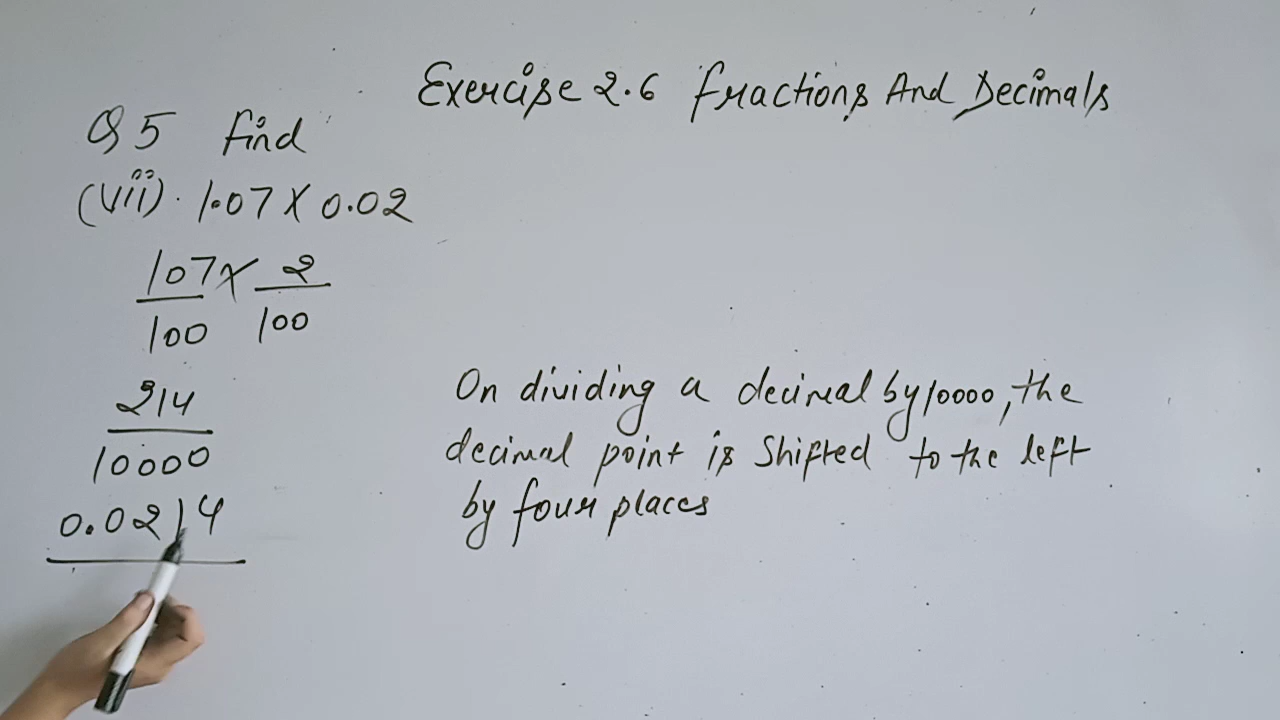 Exercise 2.6 Fractions And Decimals
Q 5 Find
(vii). 1.07 X 0.02
107 X 2
100 100
214
10000
0.0214
On dividing a decimal by 10000, the
decimal point is shifted to the left
by four places